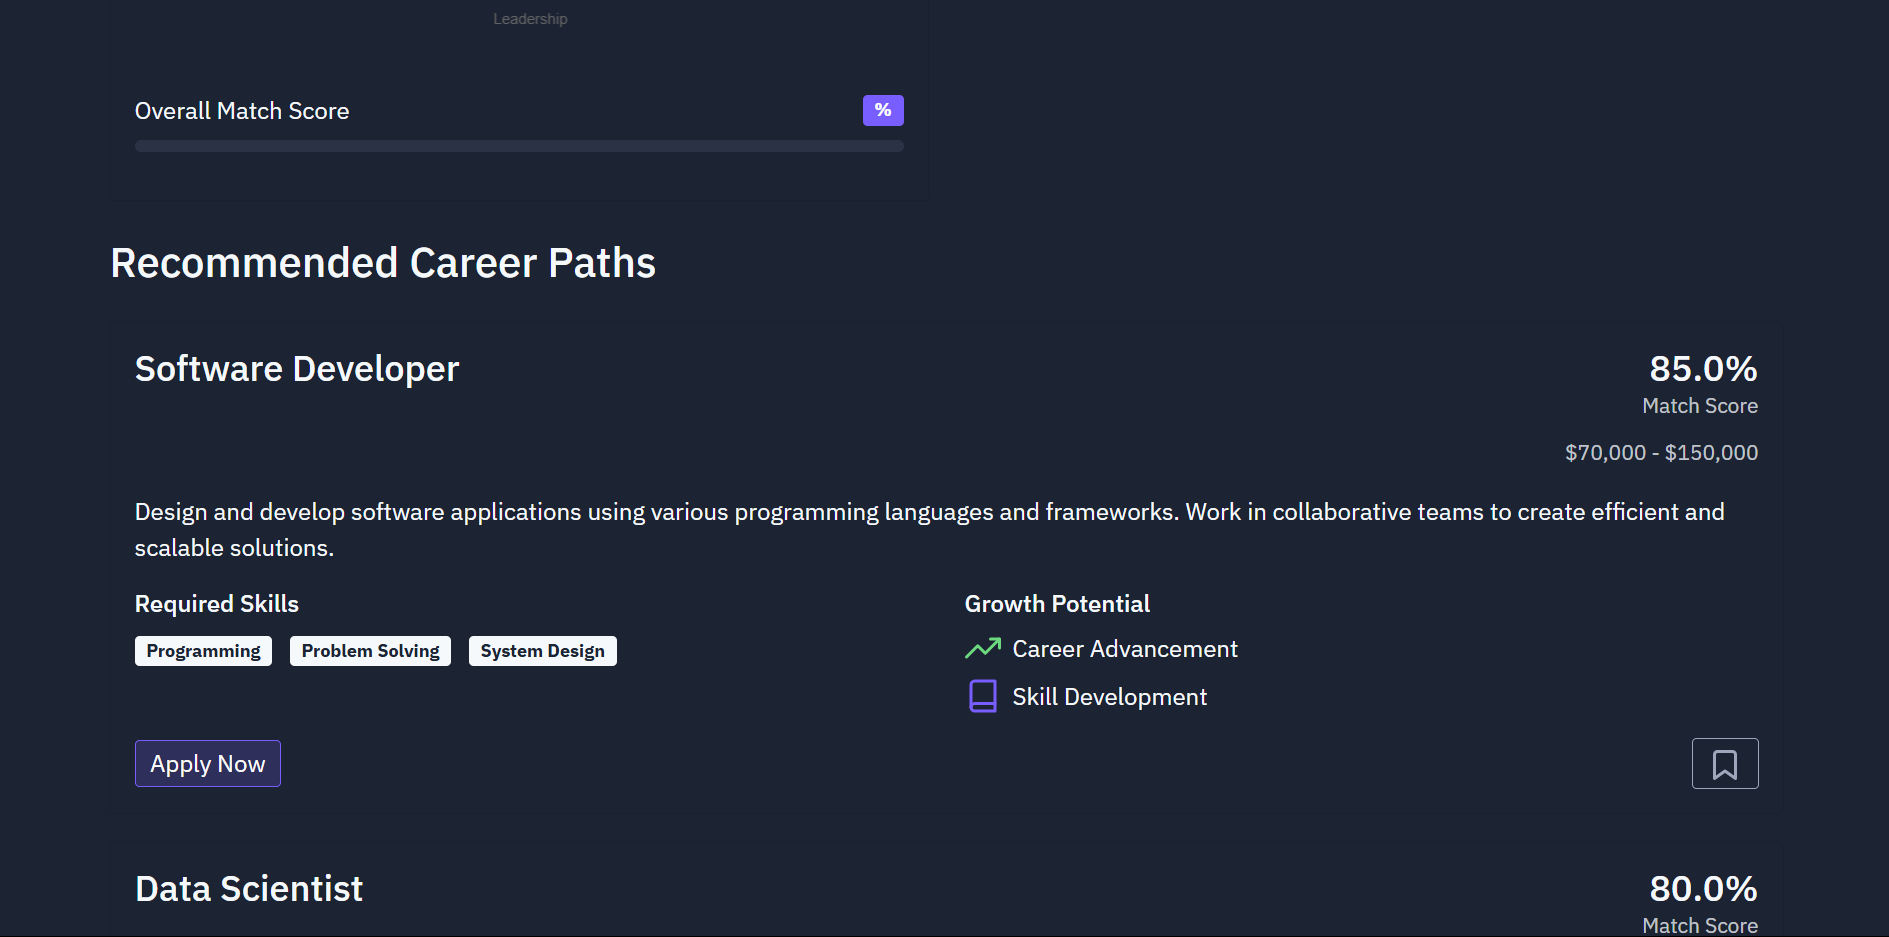 Leadership
Overall Match Score
%
Recommended Career Paths
Software Developer
85.0%
Match Score
$70,000 - $150,000
Design and develop software applications using various programming languages and frameworks. Work in collaborative teams to create efficient and
scalable solutions.
Required Skills
Programming
Problem Solving
System Design
Growth Potential
Career Advancement
Skill Development
Apply Now
Data Scientist
80.0%
Match Score